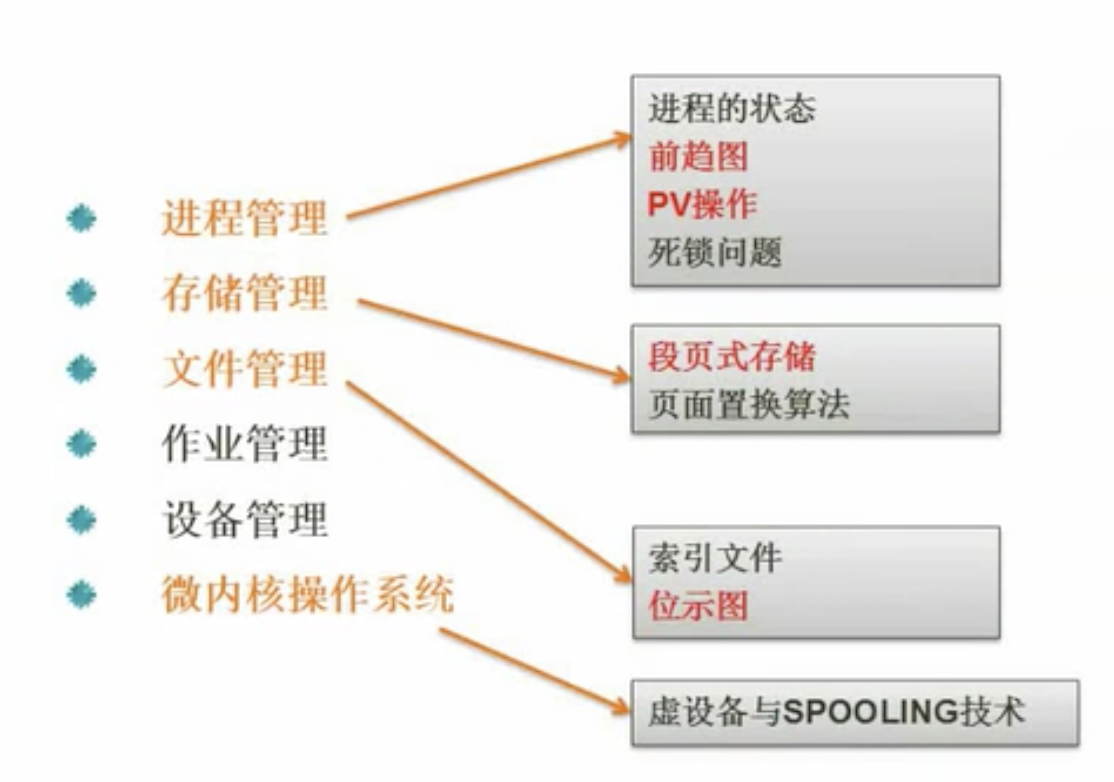 进程管理
存储管理
文件管理
作业管理
设备管理
微内核操作系统
进程的状态
前趋图
PV操作
死锁问题
段页式存储
页面置换算法
索引文件
位示图
虚设备与SPOOLING技术